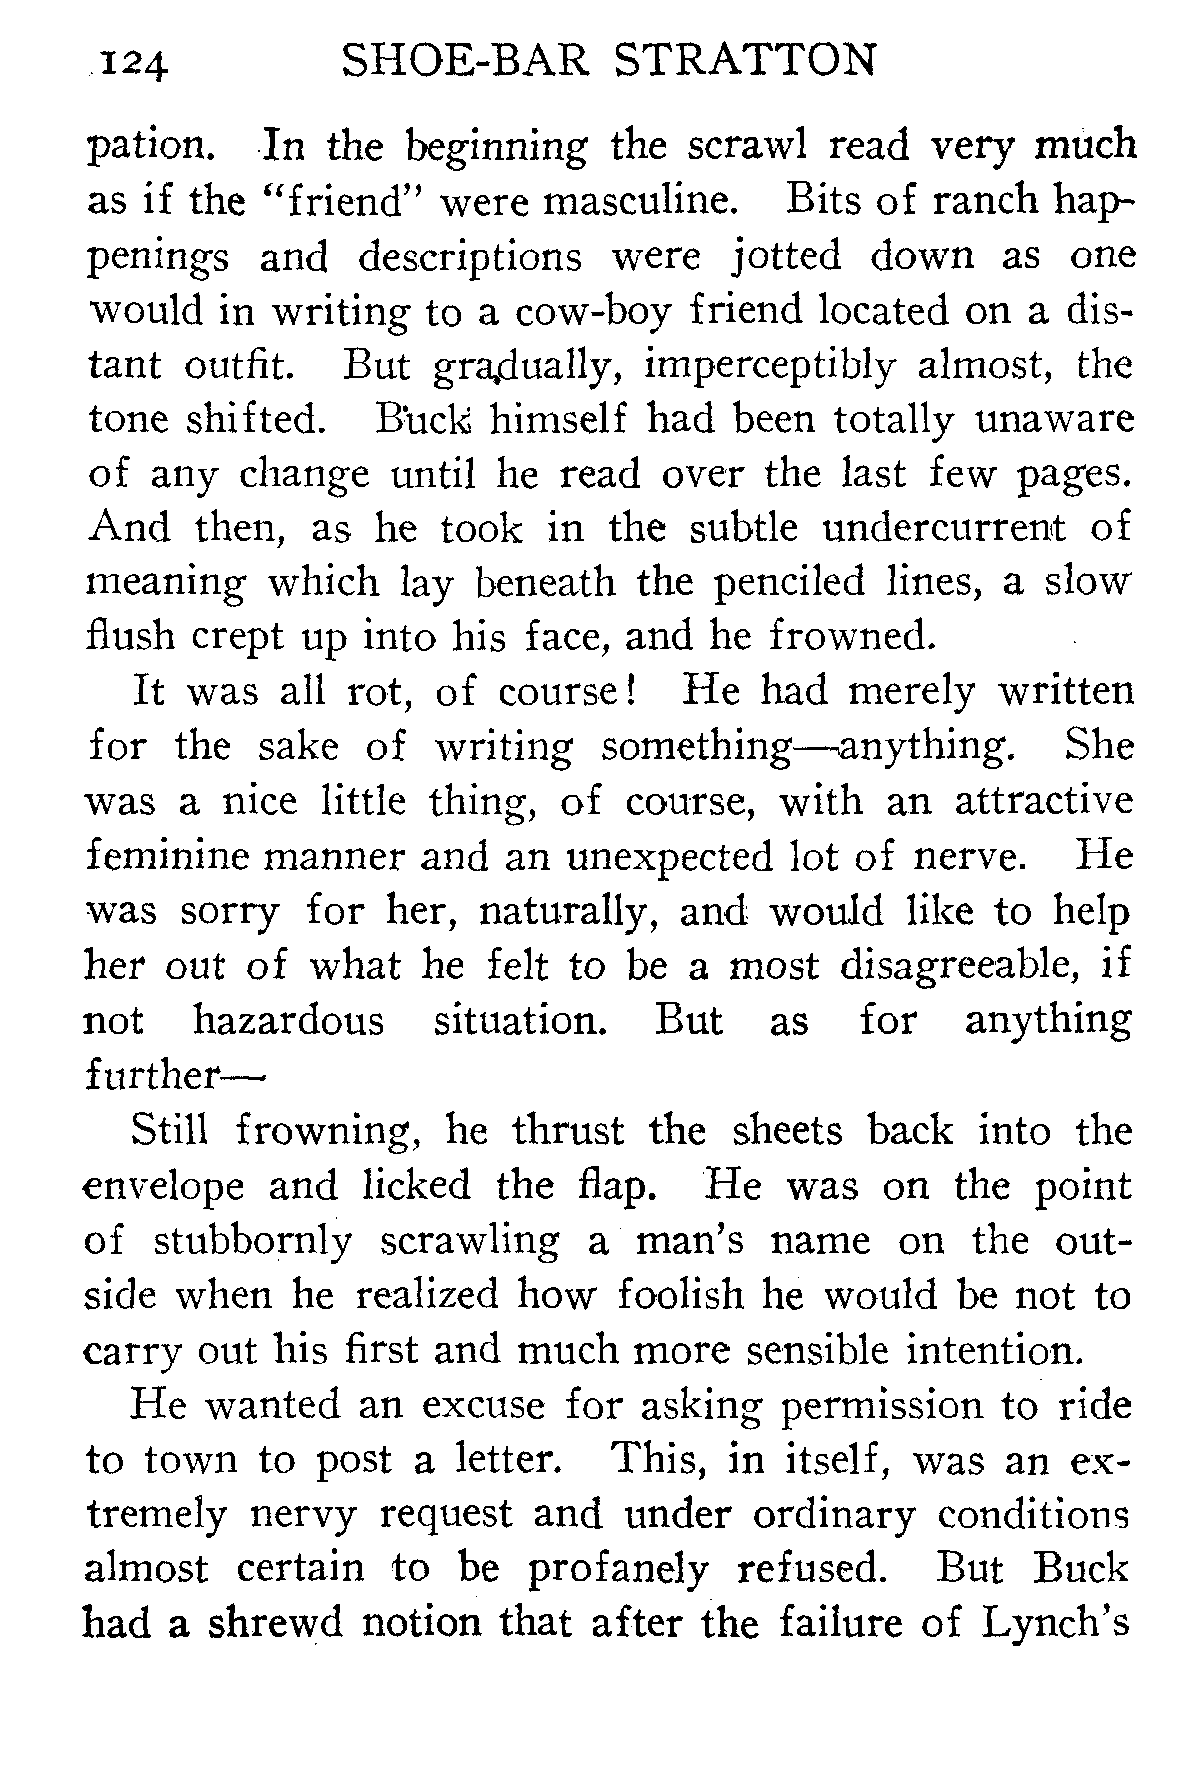 124 SHOE-BAR STRATTON
pation. In the beginning the scrawl read very much
as if the “friend” were masculine. Bits of ranch hap-
penings and descriptions were jotted down as one
would in writing to a cow-boy friend located on a dis-
tant outfit. But gradually, imperceptibly almost, the
tone shifted. Buck himself had been totally unaware
of any change until he read over the last few pages.
And then, as he took in the subtle undercurrent of
meaning which lay beneath the penciled lines, a slow
flush crept up into his face, and he frowned.
It was all rot, of course! He had merely written
for the sake of writing something—anything. She
was a nice little thing, of course, with an attractive
feminine manner and an unexpected lot of nerve. He
was sorry for her, naturally, and would like to help
her out of what he felt to be a most disagreeable, if
not hazardous situation. But as for anything
further—
Still frowning, he thrust the sheets back into the
envelope and licked the flap. He was on the point
of stubbornly scrawling a man’s name on the out-
side when he realized how foolish he would be not to
carry out his first and much more sensible intention.
He wanted an excuse for asking permission to ride
to town to post a letter. This, in itself, was an ex-
tremely nervy request and under ordinary conditions
almost certain to be profanely refused. But Buck
had a shrewd notion that after the failure of Lynch’s